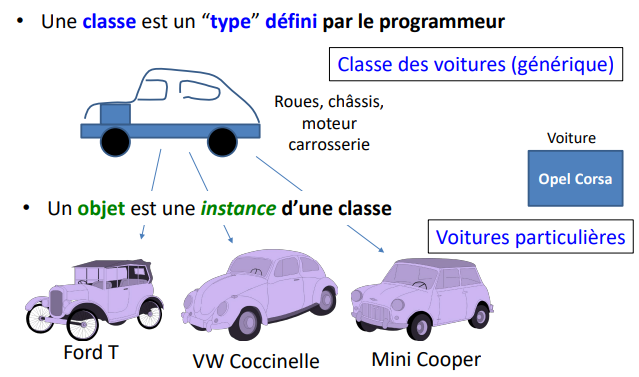 • Une classe est un “type” défini par le programmeur
Classe des voitures (générique)
Roues, châssis,
moteur
carrosserie
Voiture
Opel Corsa
• Un objet est une instance d’une classe
Voitures particulières
Ford T
VW Coccinelle
Mini Cooper